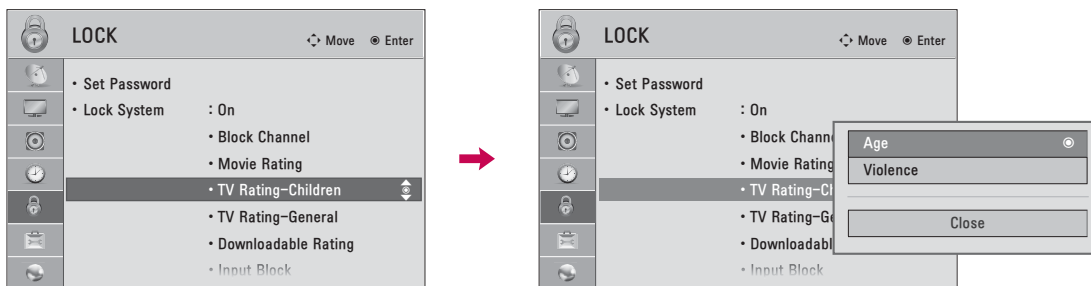 LOCK
Move Enter
• Set Password
• Lock System : On
• Block Channel
• Movie Rating
• TV Rating-Children
• TV Rating-General
• Downloadable Rating
• Input Block
LOCK
Move Enter
• Set Password
• Lock System : On
• Block Chann
• Movie Rating
• TV Rating-Ch
• TV Rating-Ge
• Downloadabl
• Input Block
Age
Violence
Close